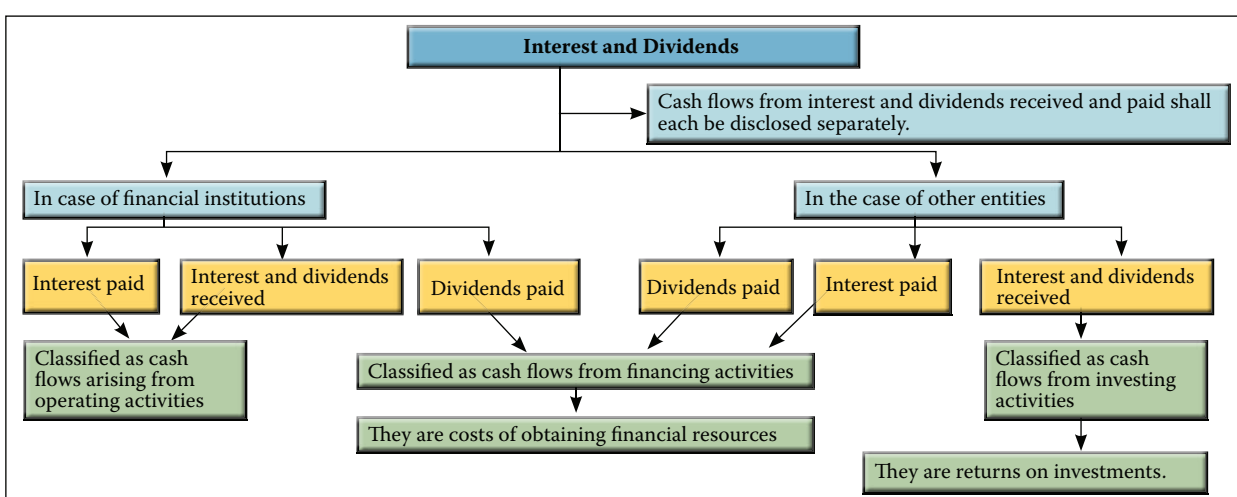 Interest and Dividends
Cash flows from interest and dividends received and paid shall
each be disclosed separately.
In case of financial institutions
In the case of other entities
Interest paid
Interest and dividends
received
Dividends paid
Dividends paid
Interest paid
Interest and dividends
received
Classified as cash
flows arising from
operating activities
Classified as cash flows from financing activities
They are costs of obtaining financial resources
Classified as cash
flows from investing
activities
They are returns on investments.